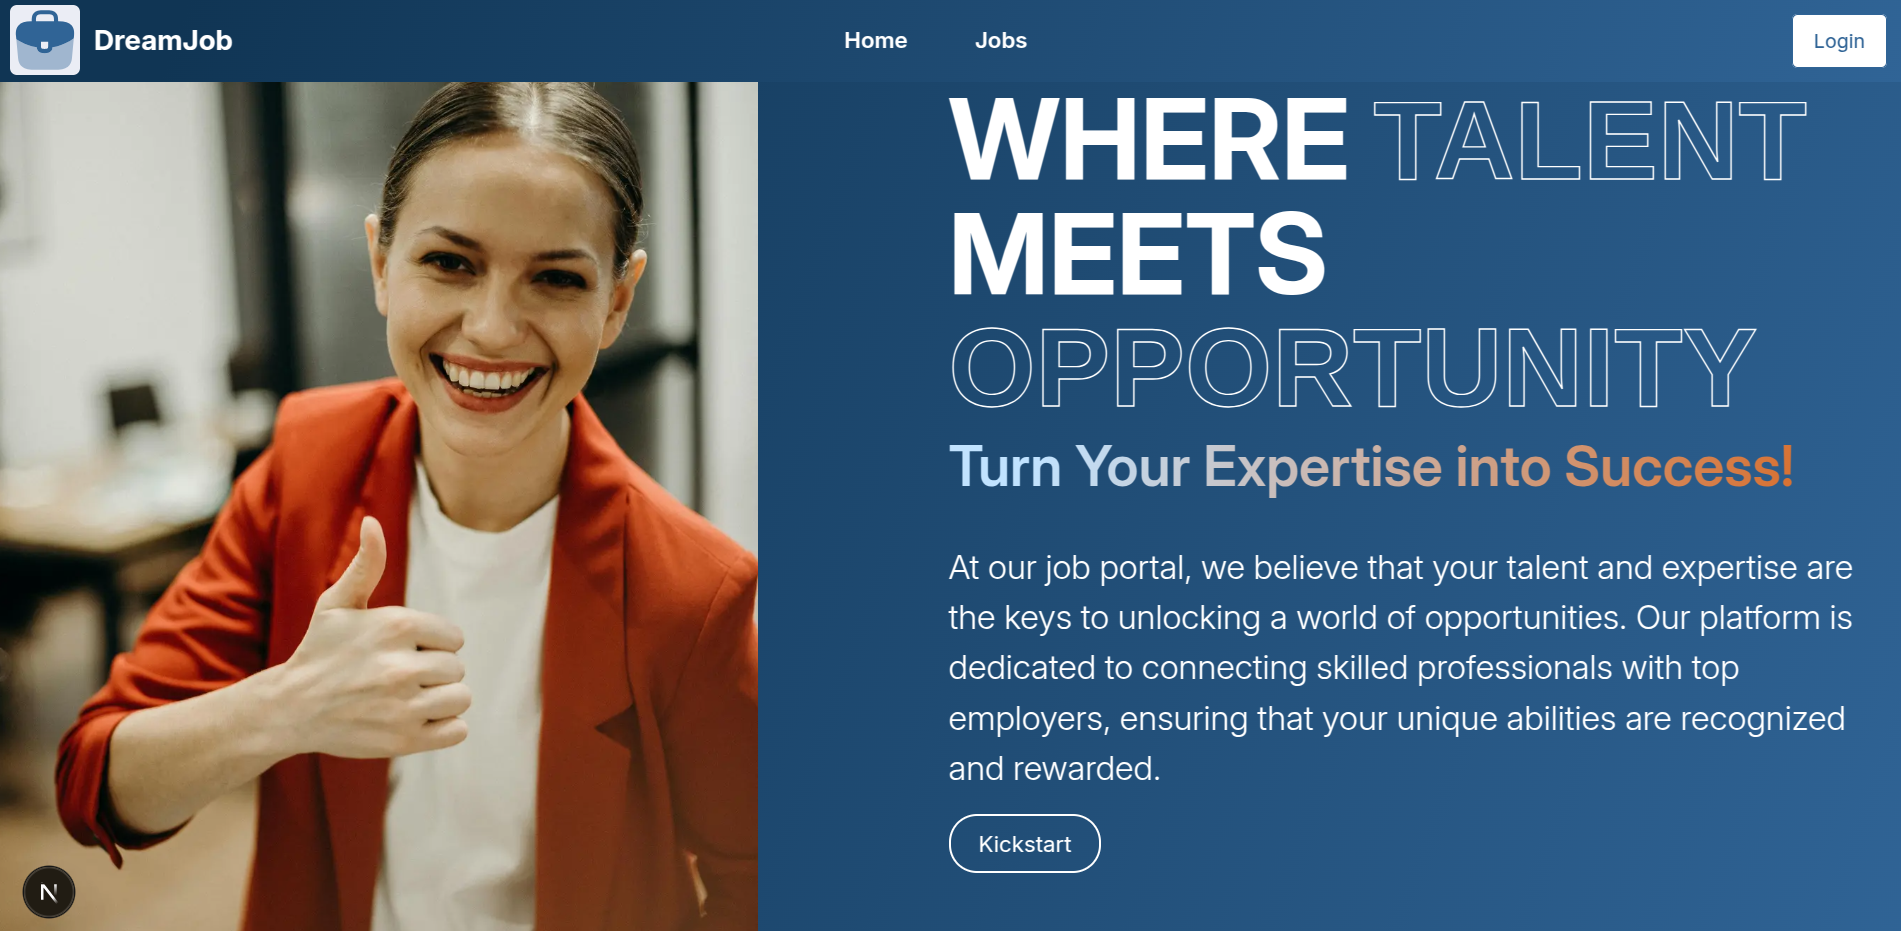 DreamJob
Home
Jobs
Login
WHERE TALENT
MEETS
OPPORTUNITY
Turn Your Expertise into Success!
At our job portal, we believe that your talent and expertise are
the keys to unlocking a world of opportunities. Our platform is
dedicated to connecting skilled professionals with top
employers, ensuring that your unique abilities are recognized
and rewarded.
Kickstart
N